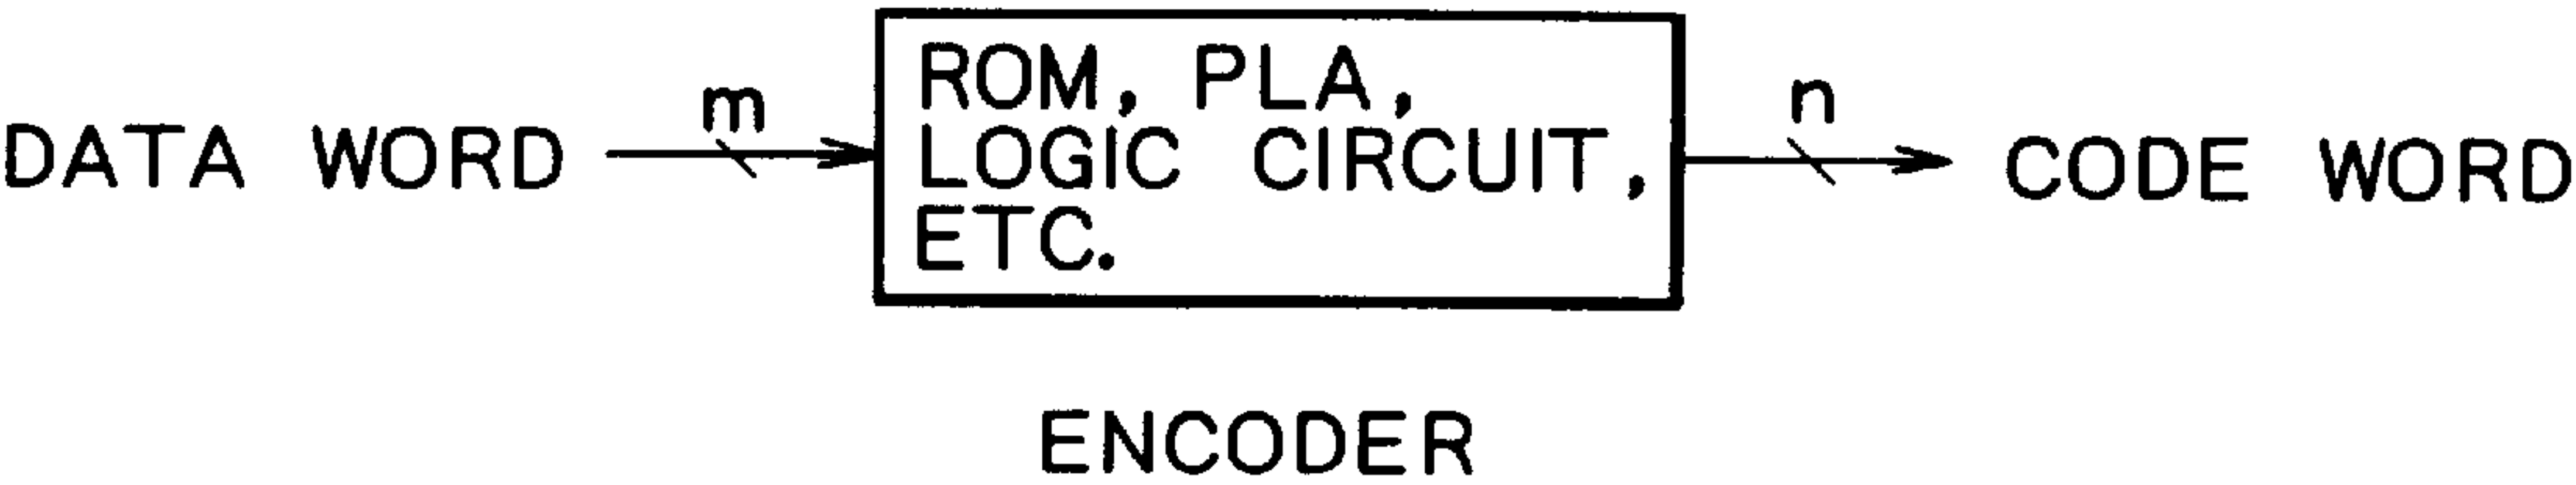 DATA WORD
m
ROM, PLA,
LOGIC CIRCUIT,
ETC.
n
CODE WORD
ENCODER